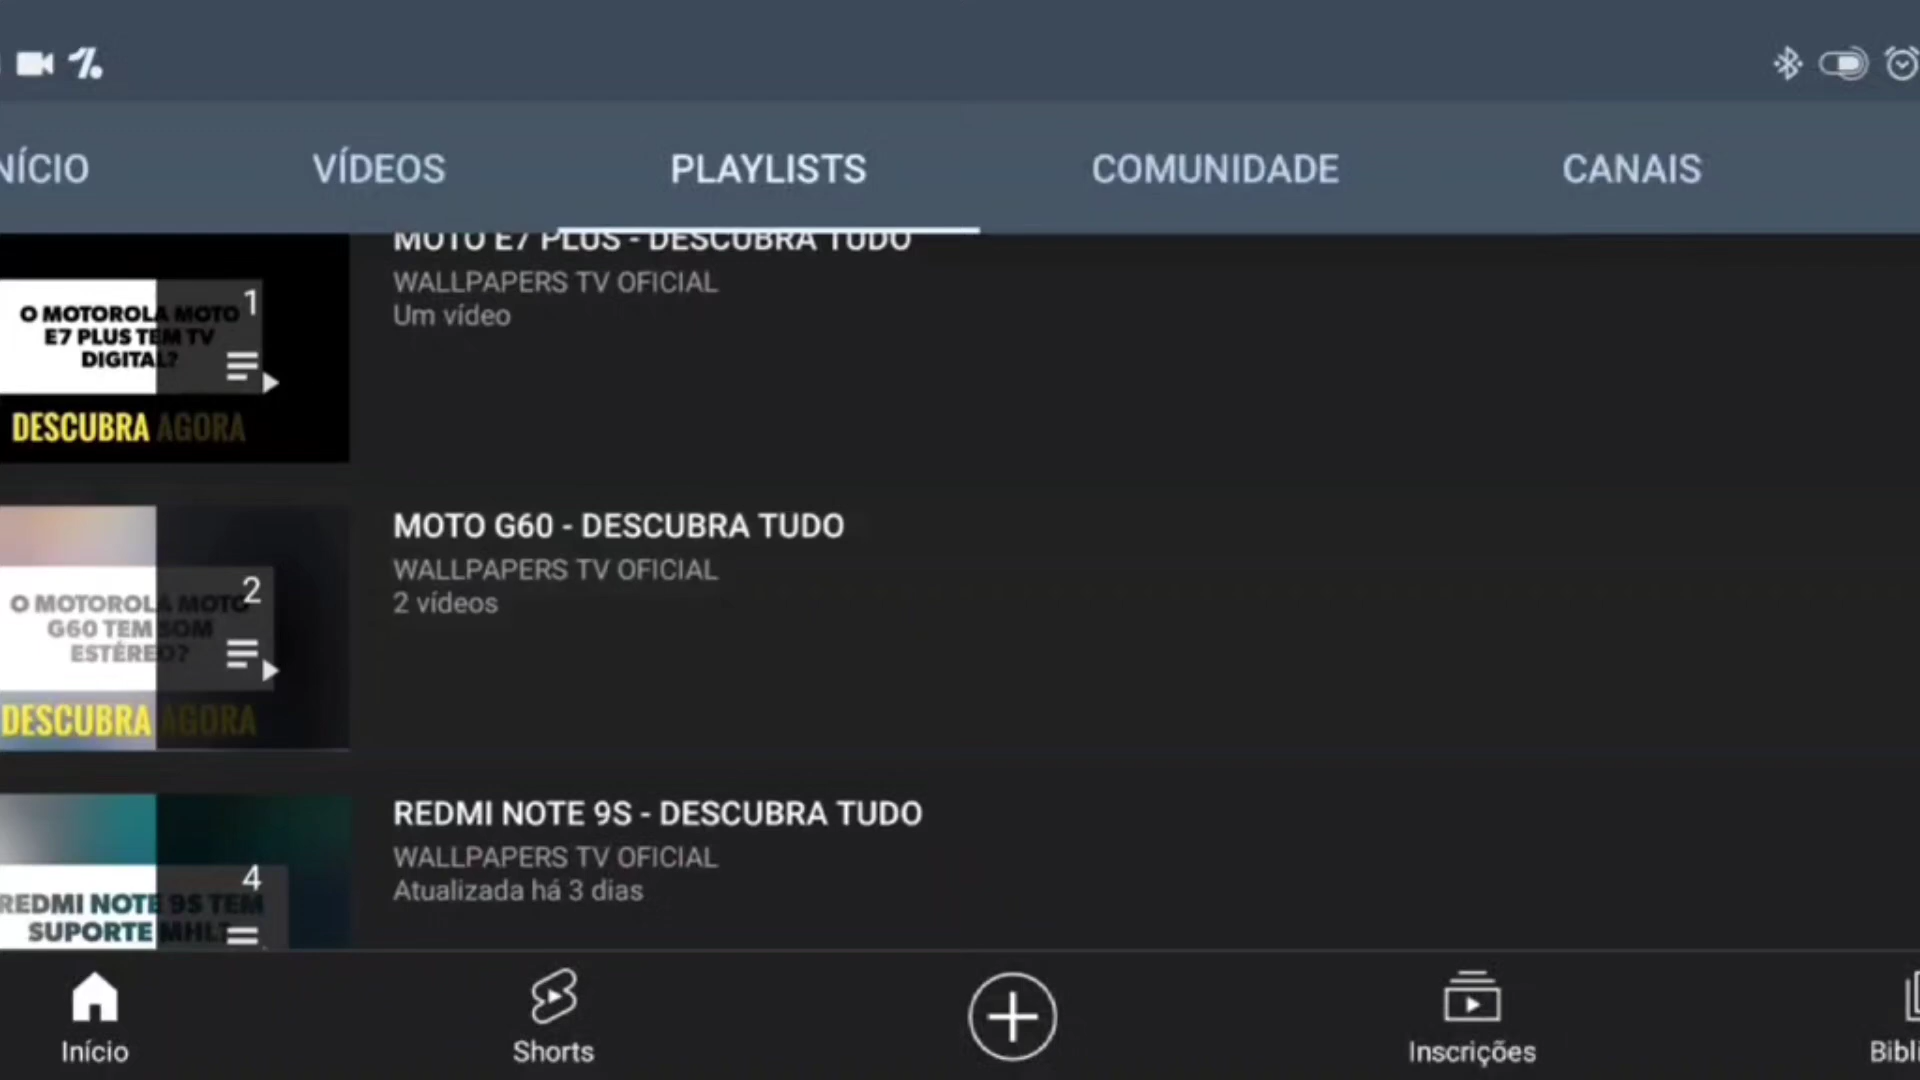 NÍCIO
VÍDEOS
PLAYLISTS
COMUNIDADE
CANAIS
MOTO E7 PLUS - DESCUBRA TUDO
WALLPAPERS TV OFICIAL
Um vídeo
1
O MOTOROLA MOTO
E7 PLUS TEM TV
DIGITAL?
DESCUBRA AGORA
MOTO G60 - DESCUBRA TUDO
WALLPAPERS TV OFICIAL
2 vídeos
2
O MOTOROLA MOTO
G60 TEM SOM
ESTÉREO?
DESCUBRA AGORA
REDMI NOTE 9S - DESCUBRA TUDO
WALLPAPERS TV OFICIAL
Atualizada há 3 dias
4
REDMI NOTE 9S TEM
SUPORTE MHL?
Início
Shorts
Inscrições
Bibli